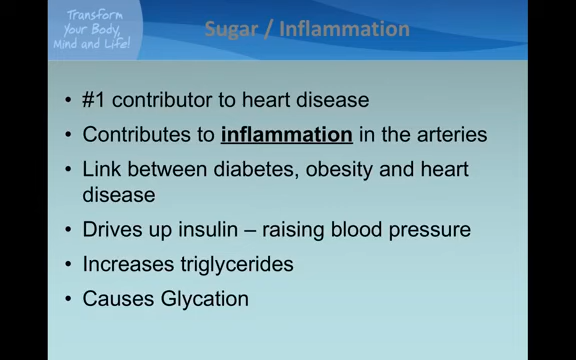 Transform
Your Body,
Mind and Life!
Sugar / Inflammation
• #1 contributor to heart disease
• Contributes to inflammation in the arteries
• Link between diabetes, obesity and heart
disease
• Drives up insulin – raising blood pressure
• Increases triglycerides
• Causes Glycation